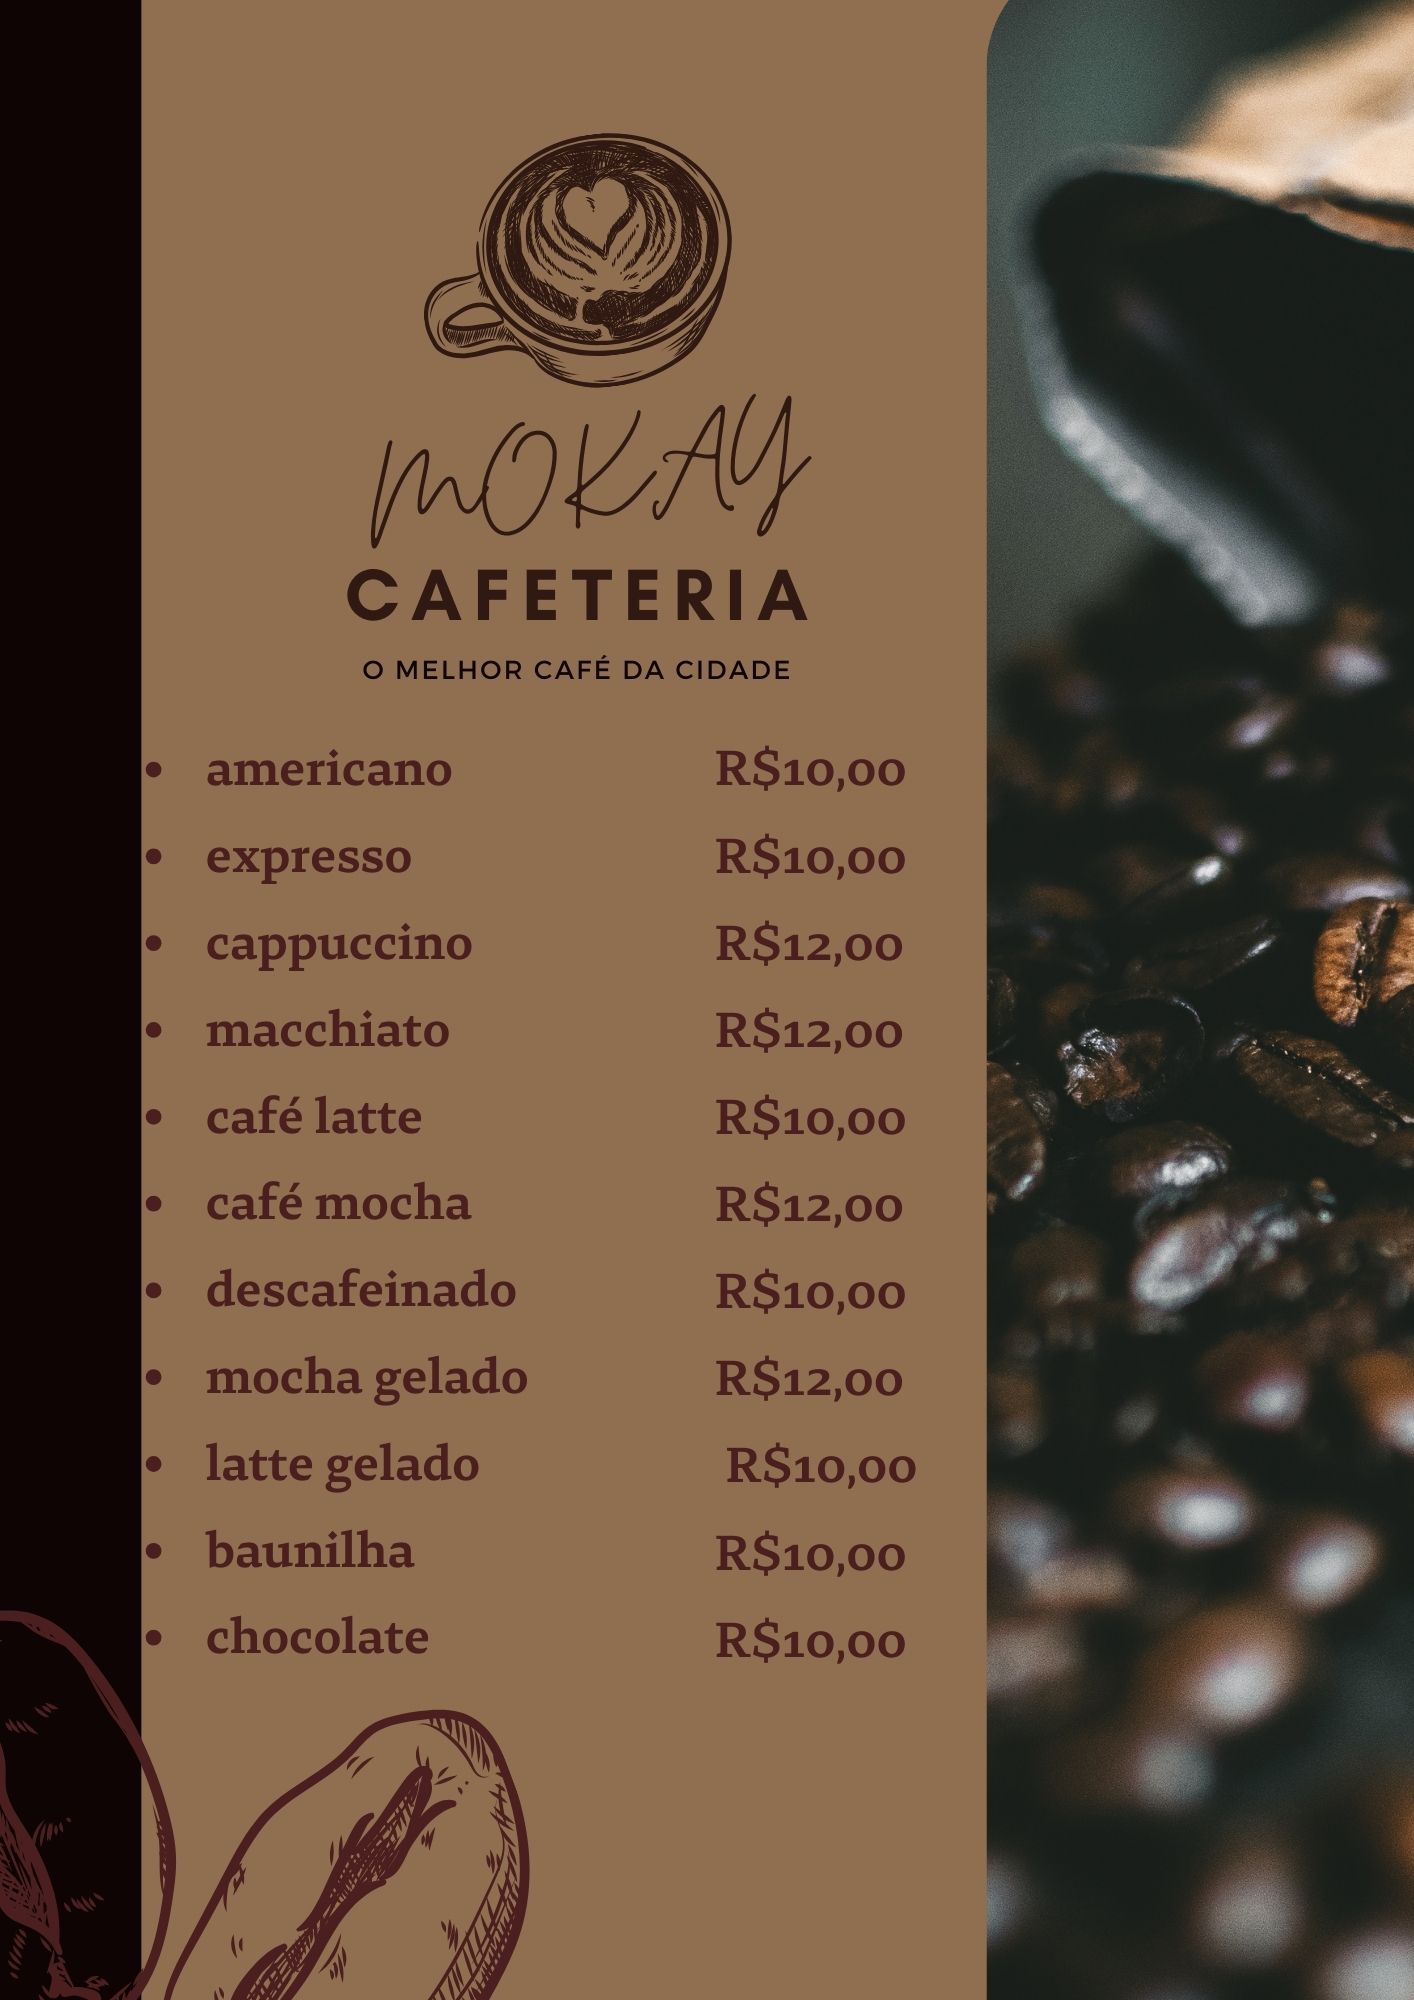 MOKAY
CAFETERIA
O MELHOR CAFÉ DA CIDADE
• americano R$10,00
• expresso R$10,00
• cappuccino R$12,00
• macchiato R$12,00
• café latte R$10,00
• café mocha R$12,00
• descafeinado R$10,00
• mocha gelado R$12,00
• latte gelado R$10,00
• baunilha R$10,00
• chocolate R$10,00